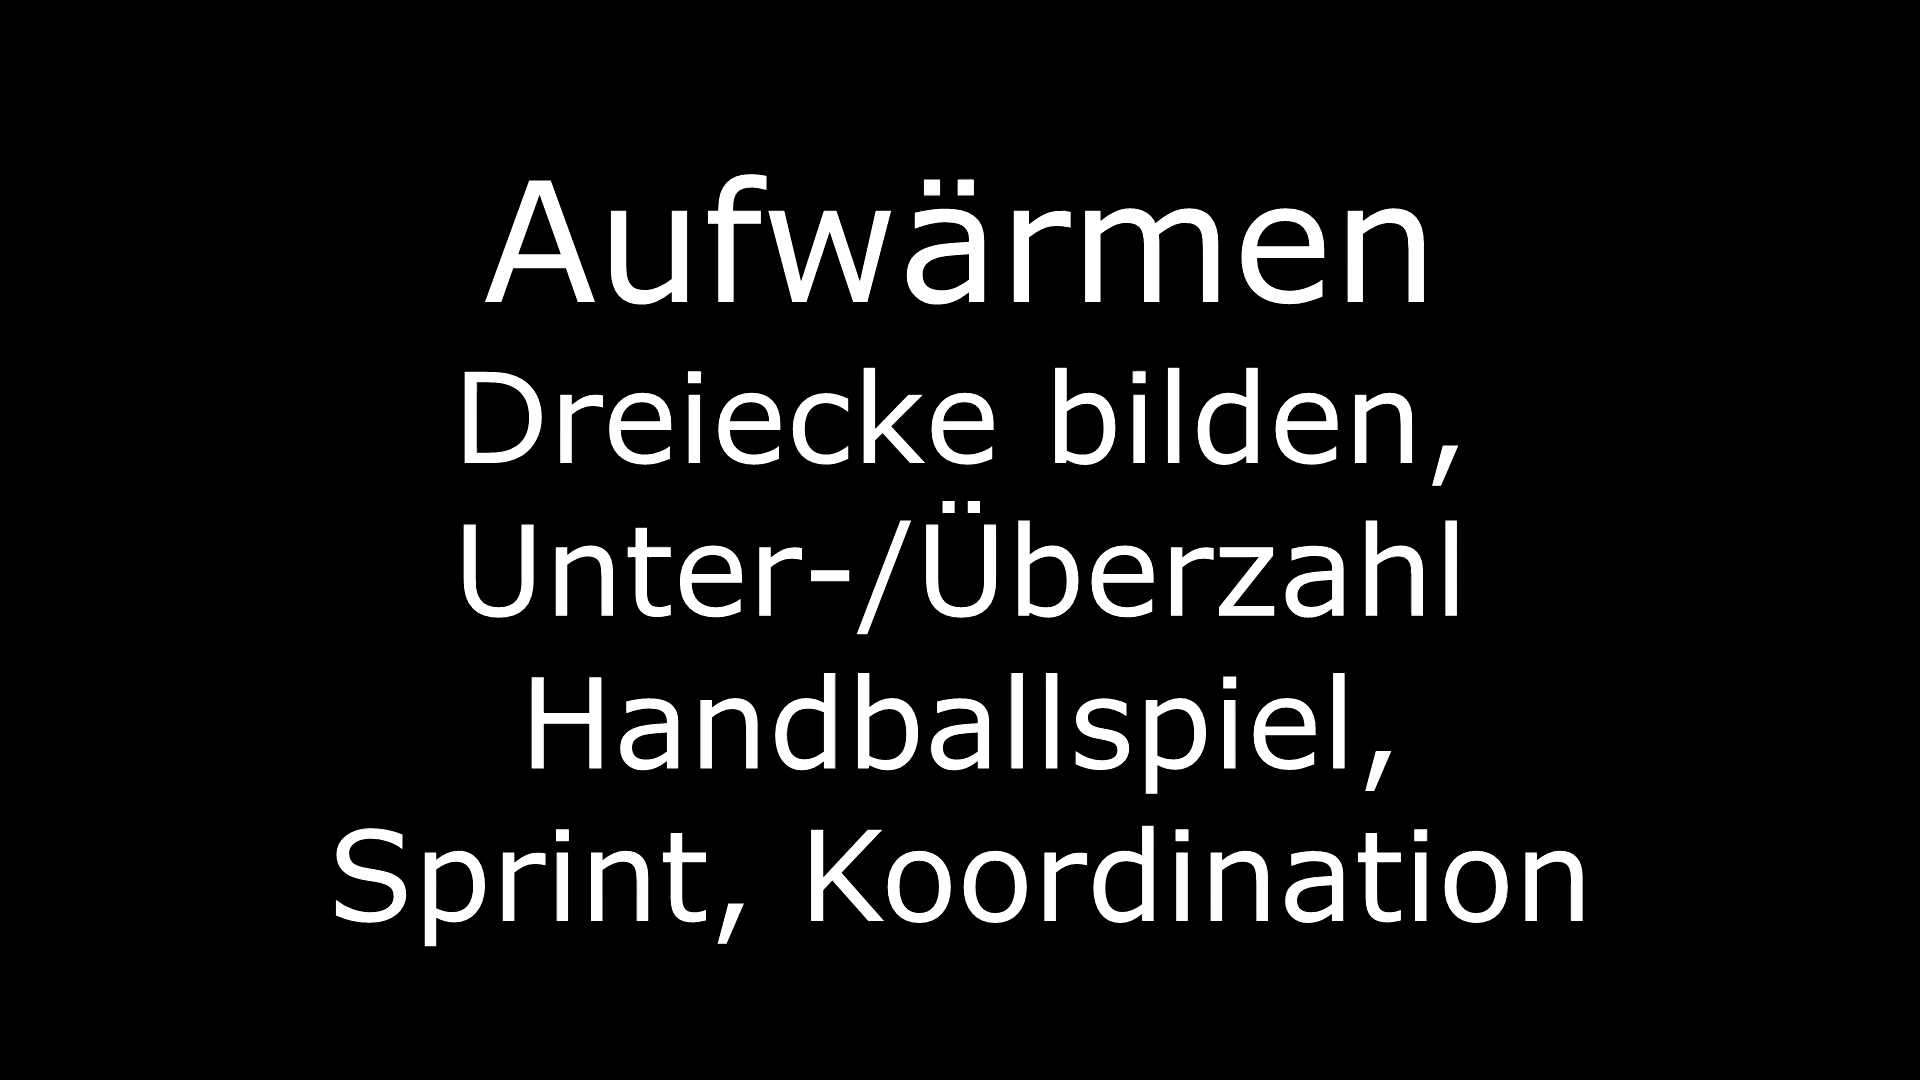 Aufwärmen
Dreiecke bilden,
Unter-/Überzahl
Handballspiel,
Sprint, Koordination